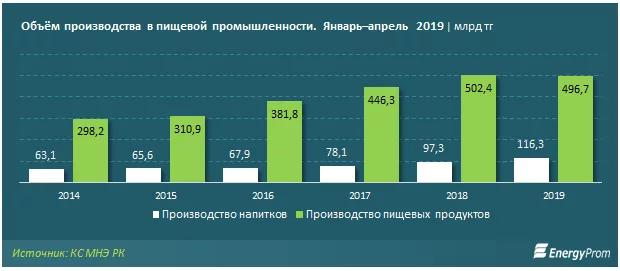 Объём производства в пищевой промышленности. Январь–апрель 2019 | млрд тг
63,1 298,2 65,6 310,9 67,9 381,8 78,1 446,3 97,3 502,4 116,3 496,7
2014 2015 2016 2017 2018 2019
Производство напитков Производство пищевых продуктов
Источник: КС МНЭ РК
EnergyProm